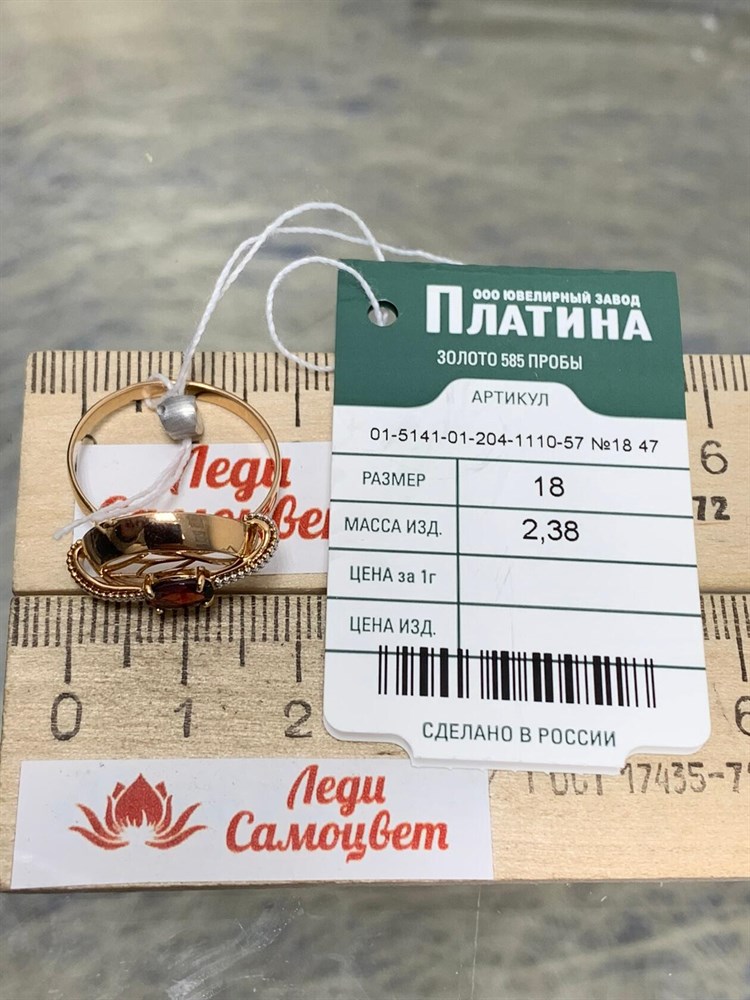 ООО ЮВЕЛИРНЫЙ ЗАВОД
ПЛАТИНА
ЗОЛОТО 585 ПРОБЫ
АРТИКУЛ
01-5141-01-204-1110-57 №18 47
РАЗМЕР 18
МАССА ИЗД. 2,38
ЦЕНА за 1г
ЦЕНА ИЗД.
СДЕЛАНО В РОССИИ
Леди
6
72
0 1 2
17435-7
Леди
Самоцвет